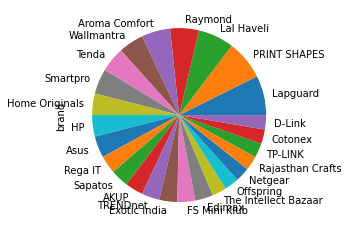 Raymond
Lal Haveli
PRINT SHAPES
Lapguard
D-Link
Cotonex
TP-LINK
Rajasthan Crafts
Netgear
Offspring
The Intellect Bazaar
Edimax
FS Mini Klub
Exotic India
TRENDnet
AKUP
Sapatos
Rega IT
Asus
HP
Home Originals
Smartpro
Tenda
Wallmantra
Aroma Comfort
brand